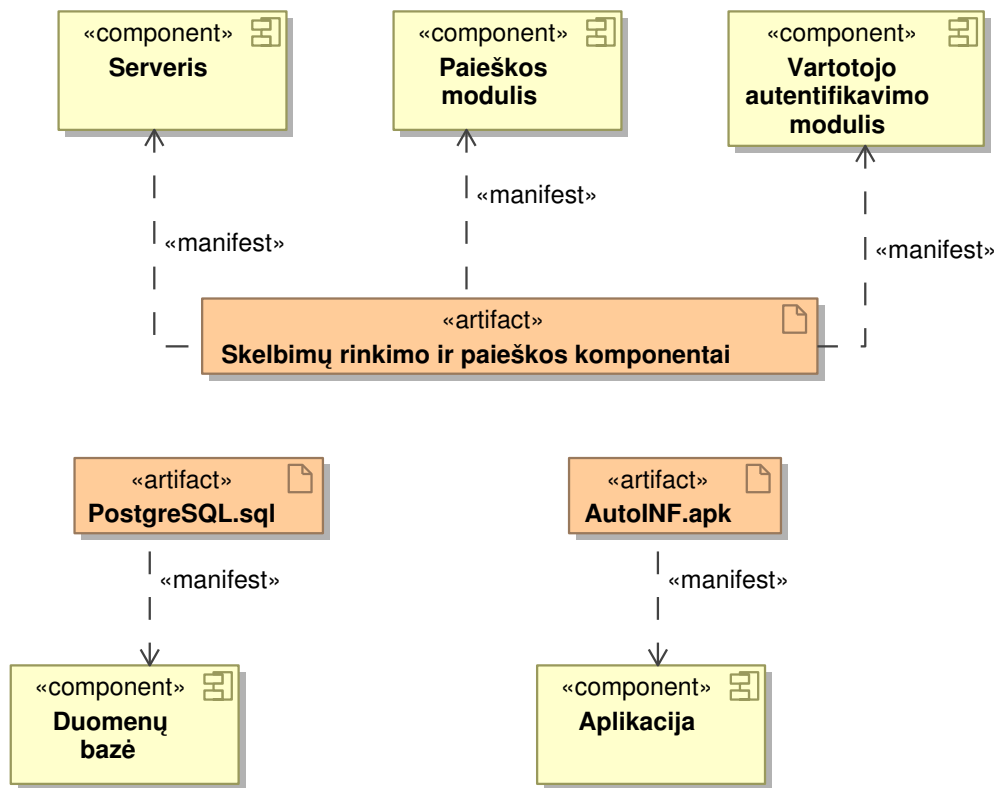 «component»
Serveris
«component»
Paieškos
modulis
«component»
Vartotojo
autentifikavimo
modulis
«manifest»
«manifest»
«manifest»
«artifact»
Skelbimų rinkimo ir paieškos komponentai
«artifact»
PostgreSQL.sql
«artifact»
AutoINF.apk
«manifest»
«manifest»
«component»
Duomenų
bazė
«component»
Aplikacija